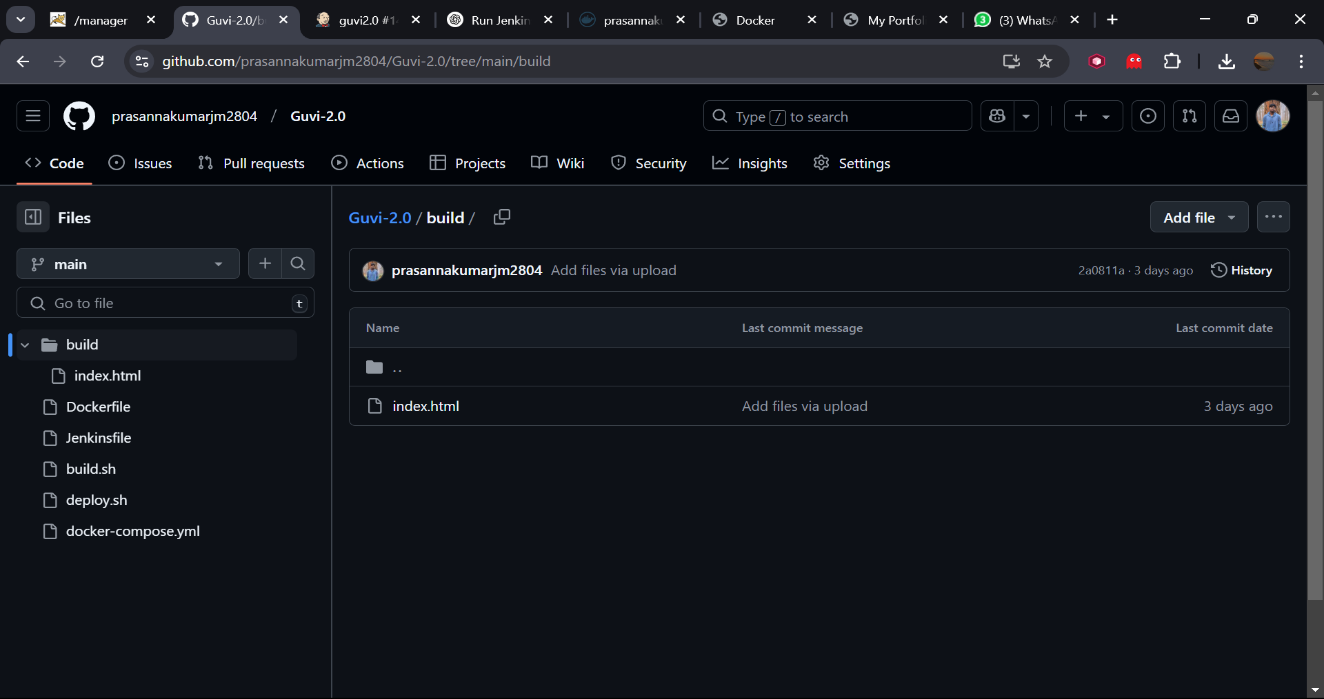 /manager
Guvi-2.0/b
guvi2.0 #1
Run Jenkin
prasannak
Docker
My Portfo
(3) Whats
github.com/prasannakumarjm2804/Guvi-2.0/tree/main/build
prasannakumarjm2804 / Guvi-2.0
Type / to search
Code
Issues
Pull requests
Actions
Projects
Wiki
Security
Insights
Settings
Files
main
Go to file
t
build
index.html
Dockerfile
Jenkinsfile
build.sh
deploy.sh
docker-compose.yml
Guvi-2.0 / build /
Add file
prasannakumarjm2804 Add files via upload
2a0811a · 3 days ago
History
Name Last commit message Last commit date
..
index.html Add files via upload 3 days ago